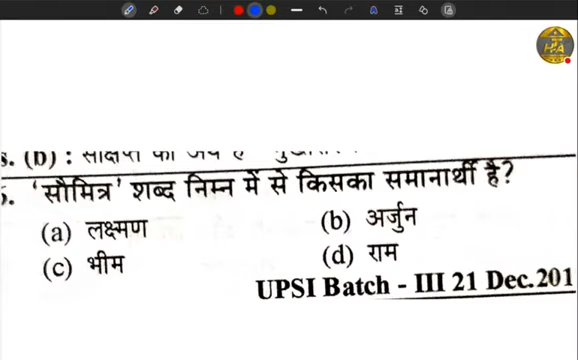 s. (b) :
'सौमित्र' शब्द निम्न में से किसका समानार्थी है?
(a) लक्ष्मण (b) अर्जुन
(c) भीम (d) राम
UPSI Batch - III 21 Dec.201